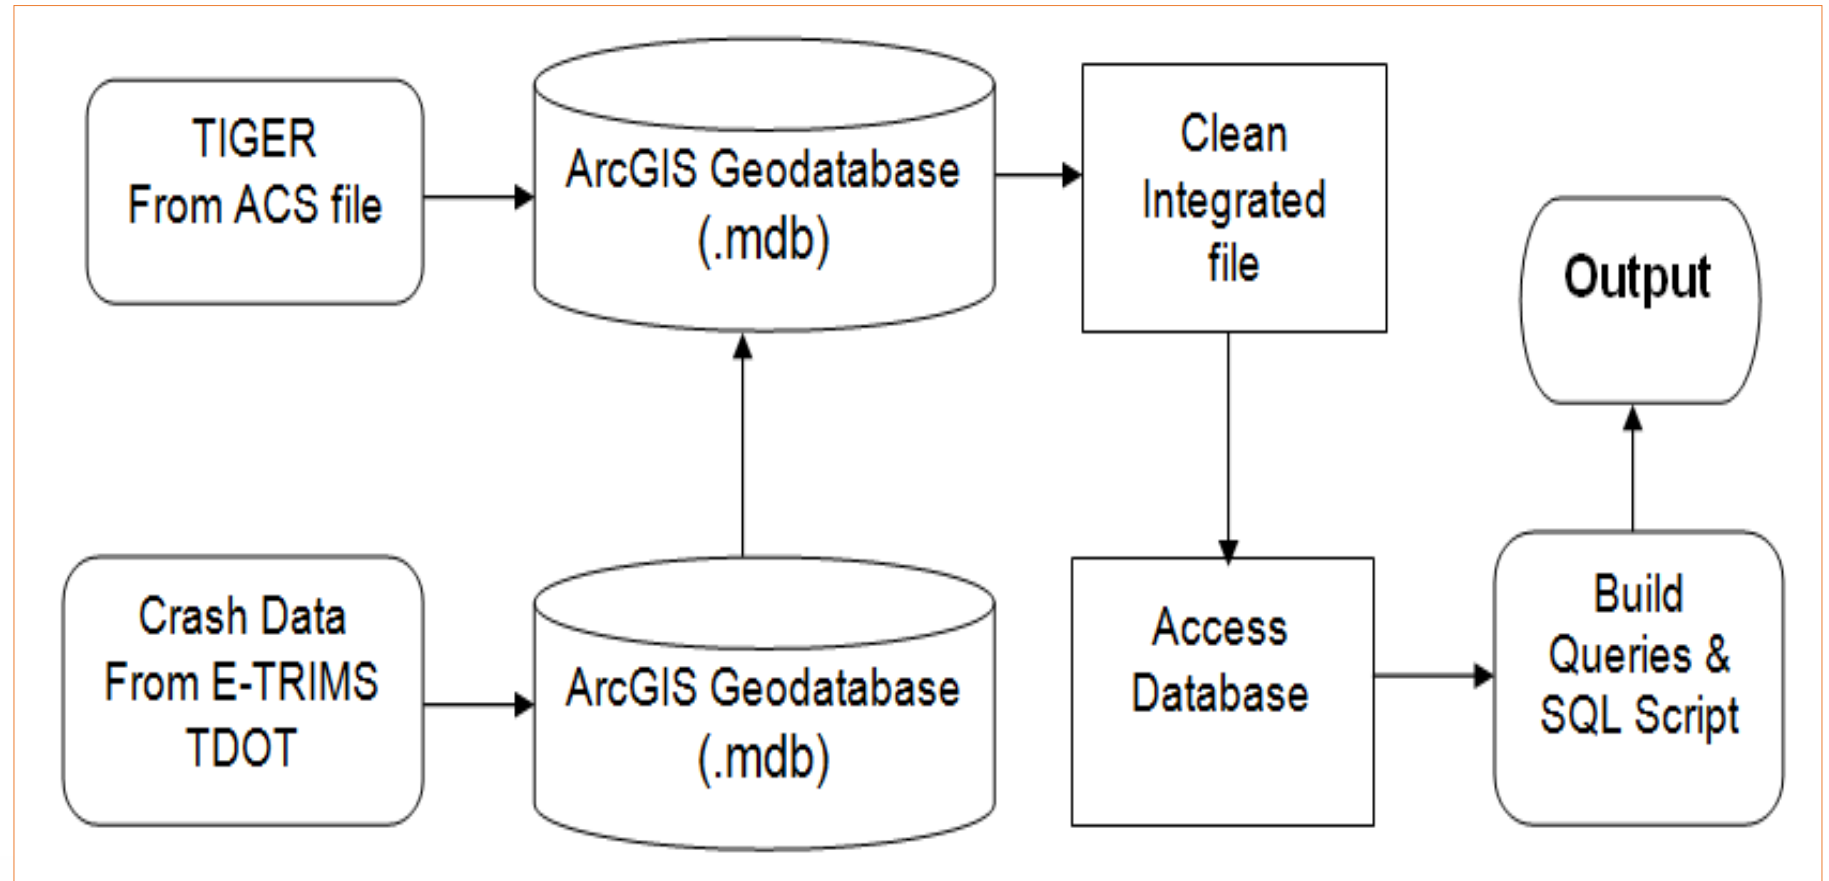 TIGER
From ACS file
ArcGIS Geodatabase
(.mdb)
Clean
Integrated
file
Output
Crash Data
From E-TRIMS
TDOT
ArcGIS Geodatabase
(.mdb)
Access
Database
Build
Queries &
SQL Script